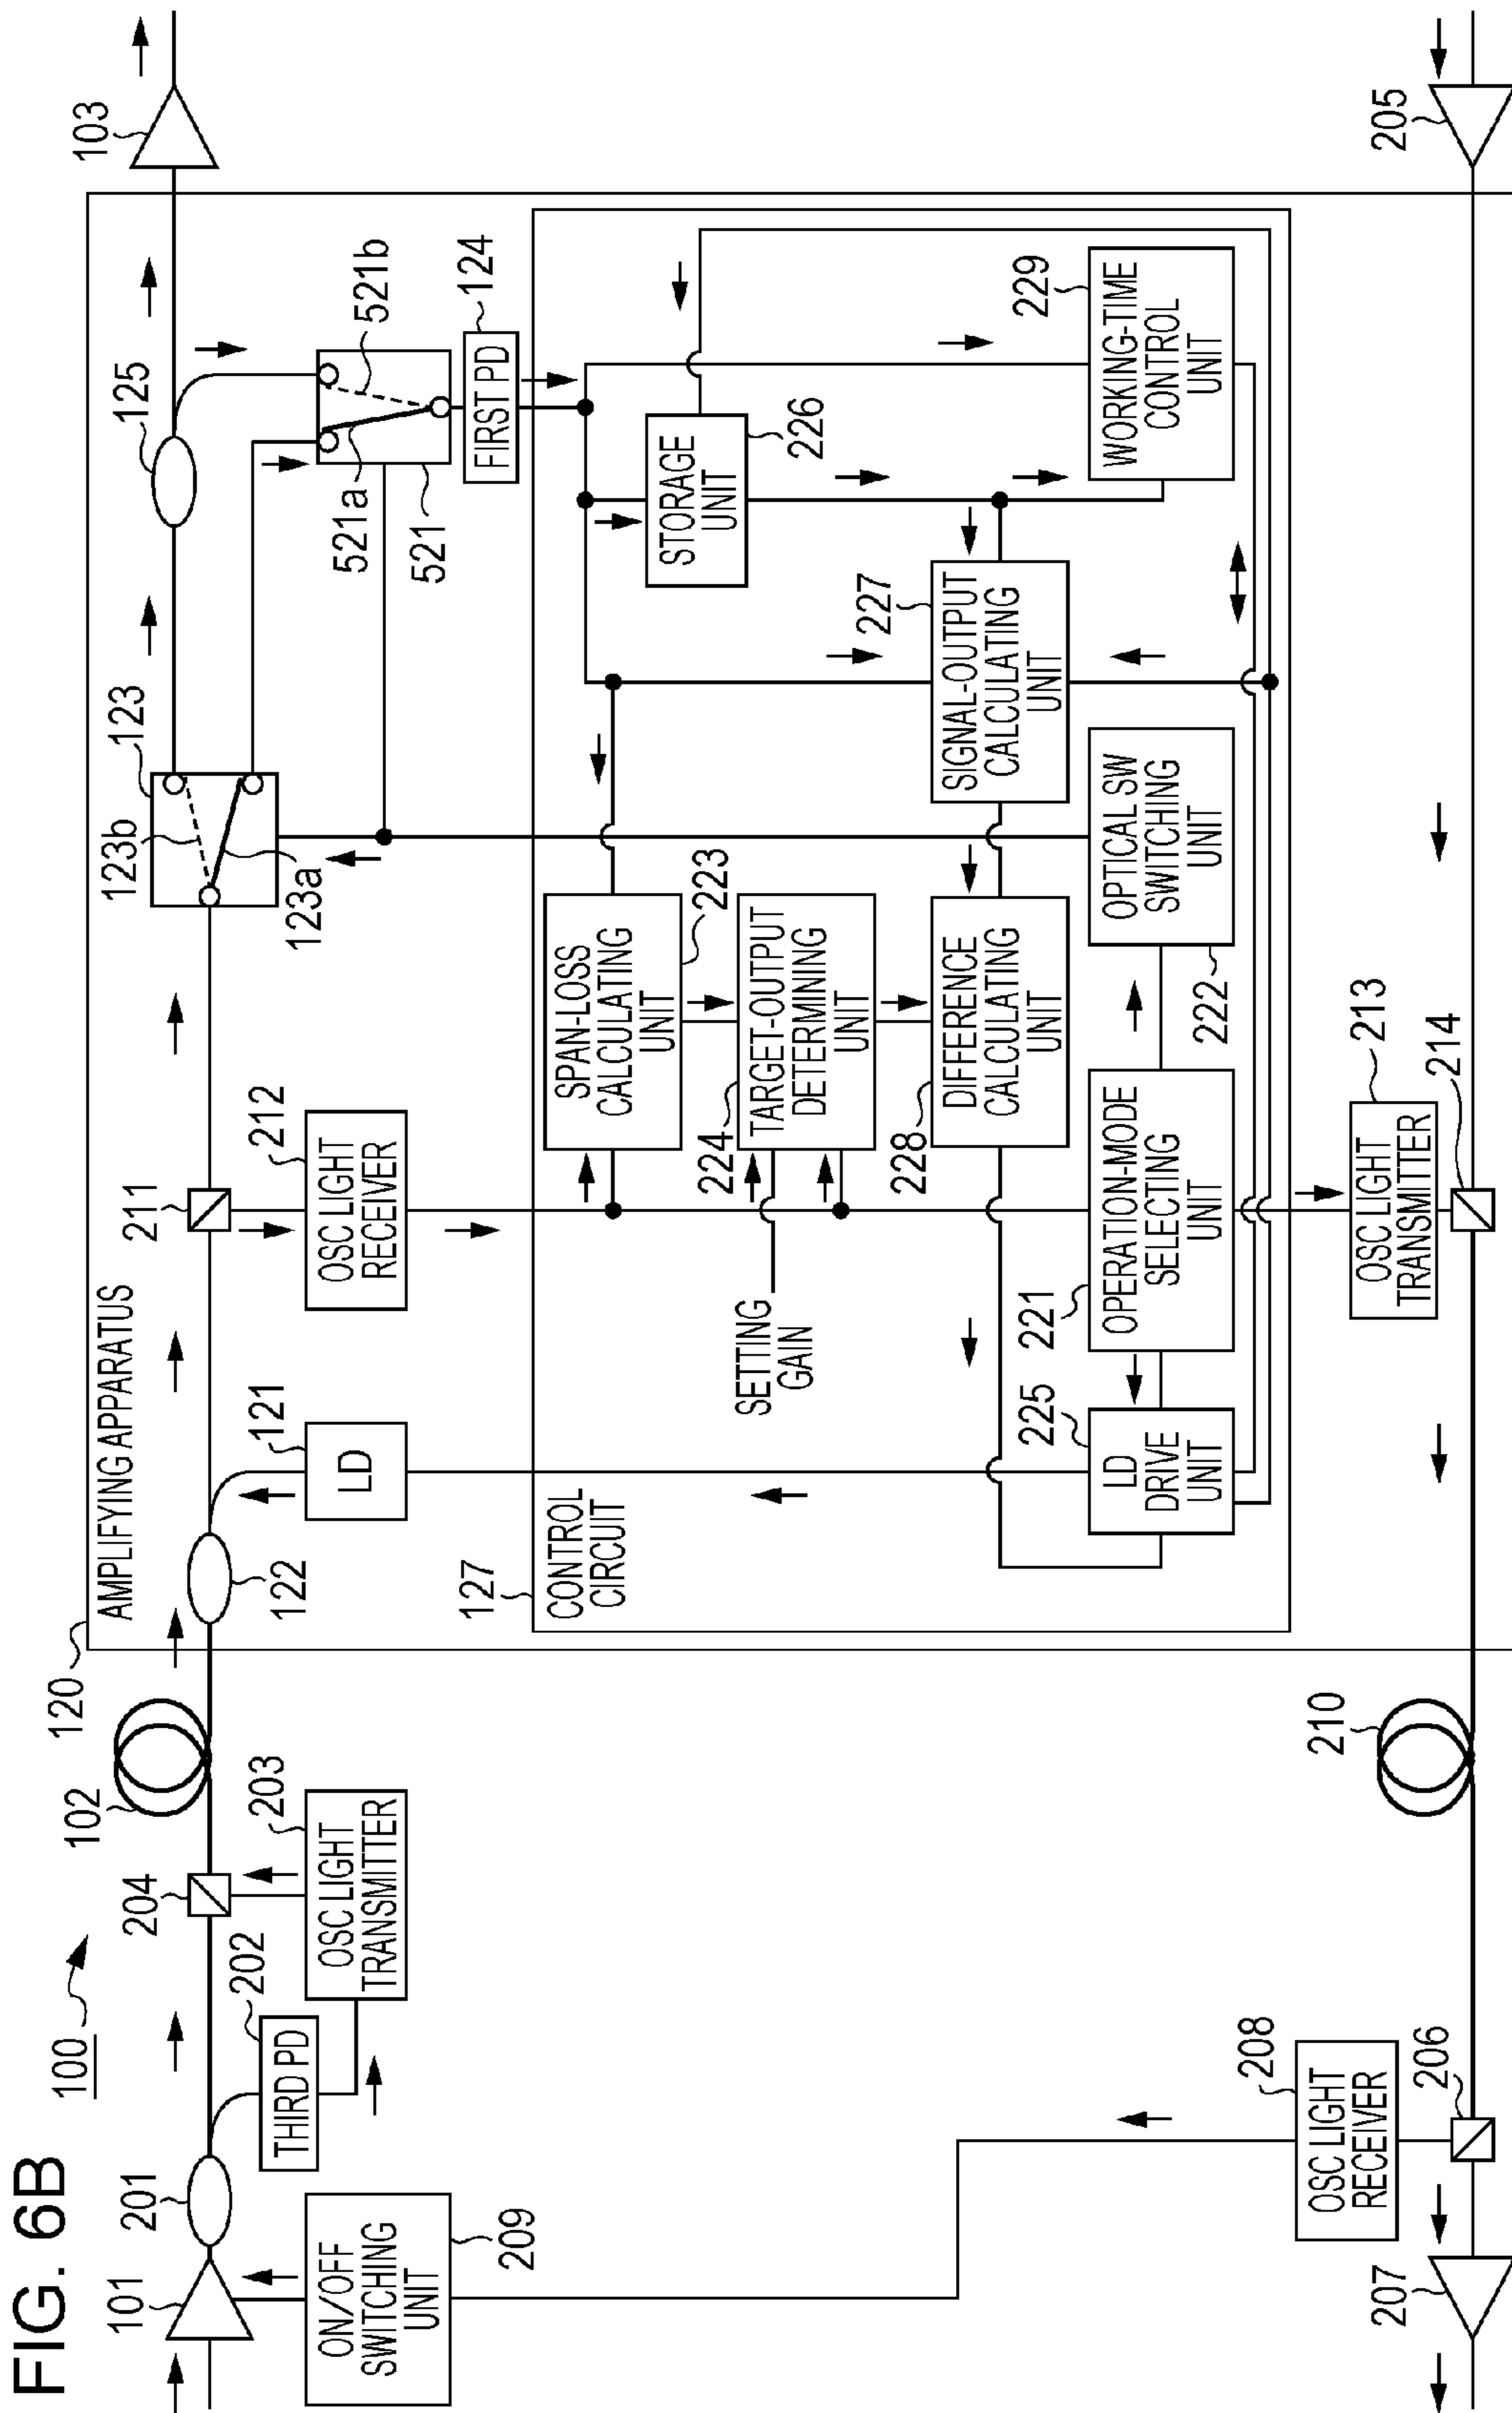 FIG. 6B
100
AMPLIFYING APPARATUS
120
101
201
204
102
122
211
123
123b
123a
125
103
ON/OFF
SWITCHING
UNIT
209
THIRD PD
202
OSC LIGHT
TRANSMITTER
203
LD
121
OSC LIGHT
RECEIVER
212
521a
521b
521
FIRST PD
124
127
CONTROL
CIRCUIT
SPAN-LOSS
CALCULATING
UNIT
223
STORAGE
UNIT
226
SETTING
GAIN
224
TARGET-OUTPUT
DETERMINING
UNIT
228
DIFFERENCE
CALCULATING
UNIT
227
SIGNAL-OUTPUT
CALCULATING
UNIT
225
LD
DRIVE
UNIT
221
OPERATION-MODE
SELECTING
UNIT
OPTICAL SW
SWITCHING
UNIT
222
229
WORKING-TIME
CONTROL
UNIT
OSC LIGHT
RECEIVER
208
OSC LIGHT
TRANSMITTER
213
207
206
210
214
205